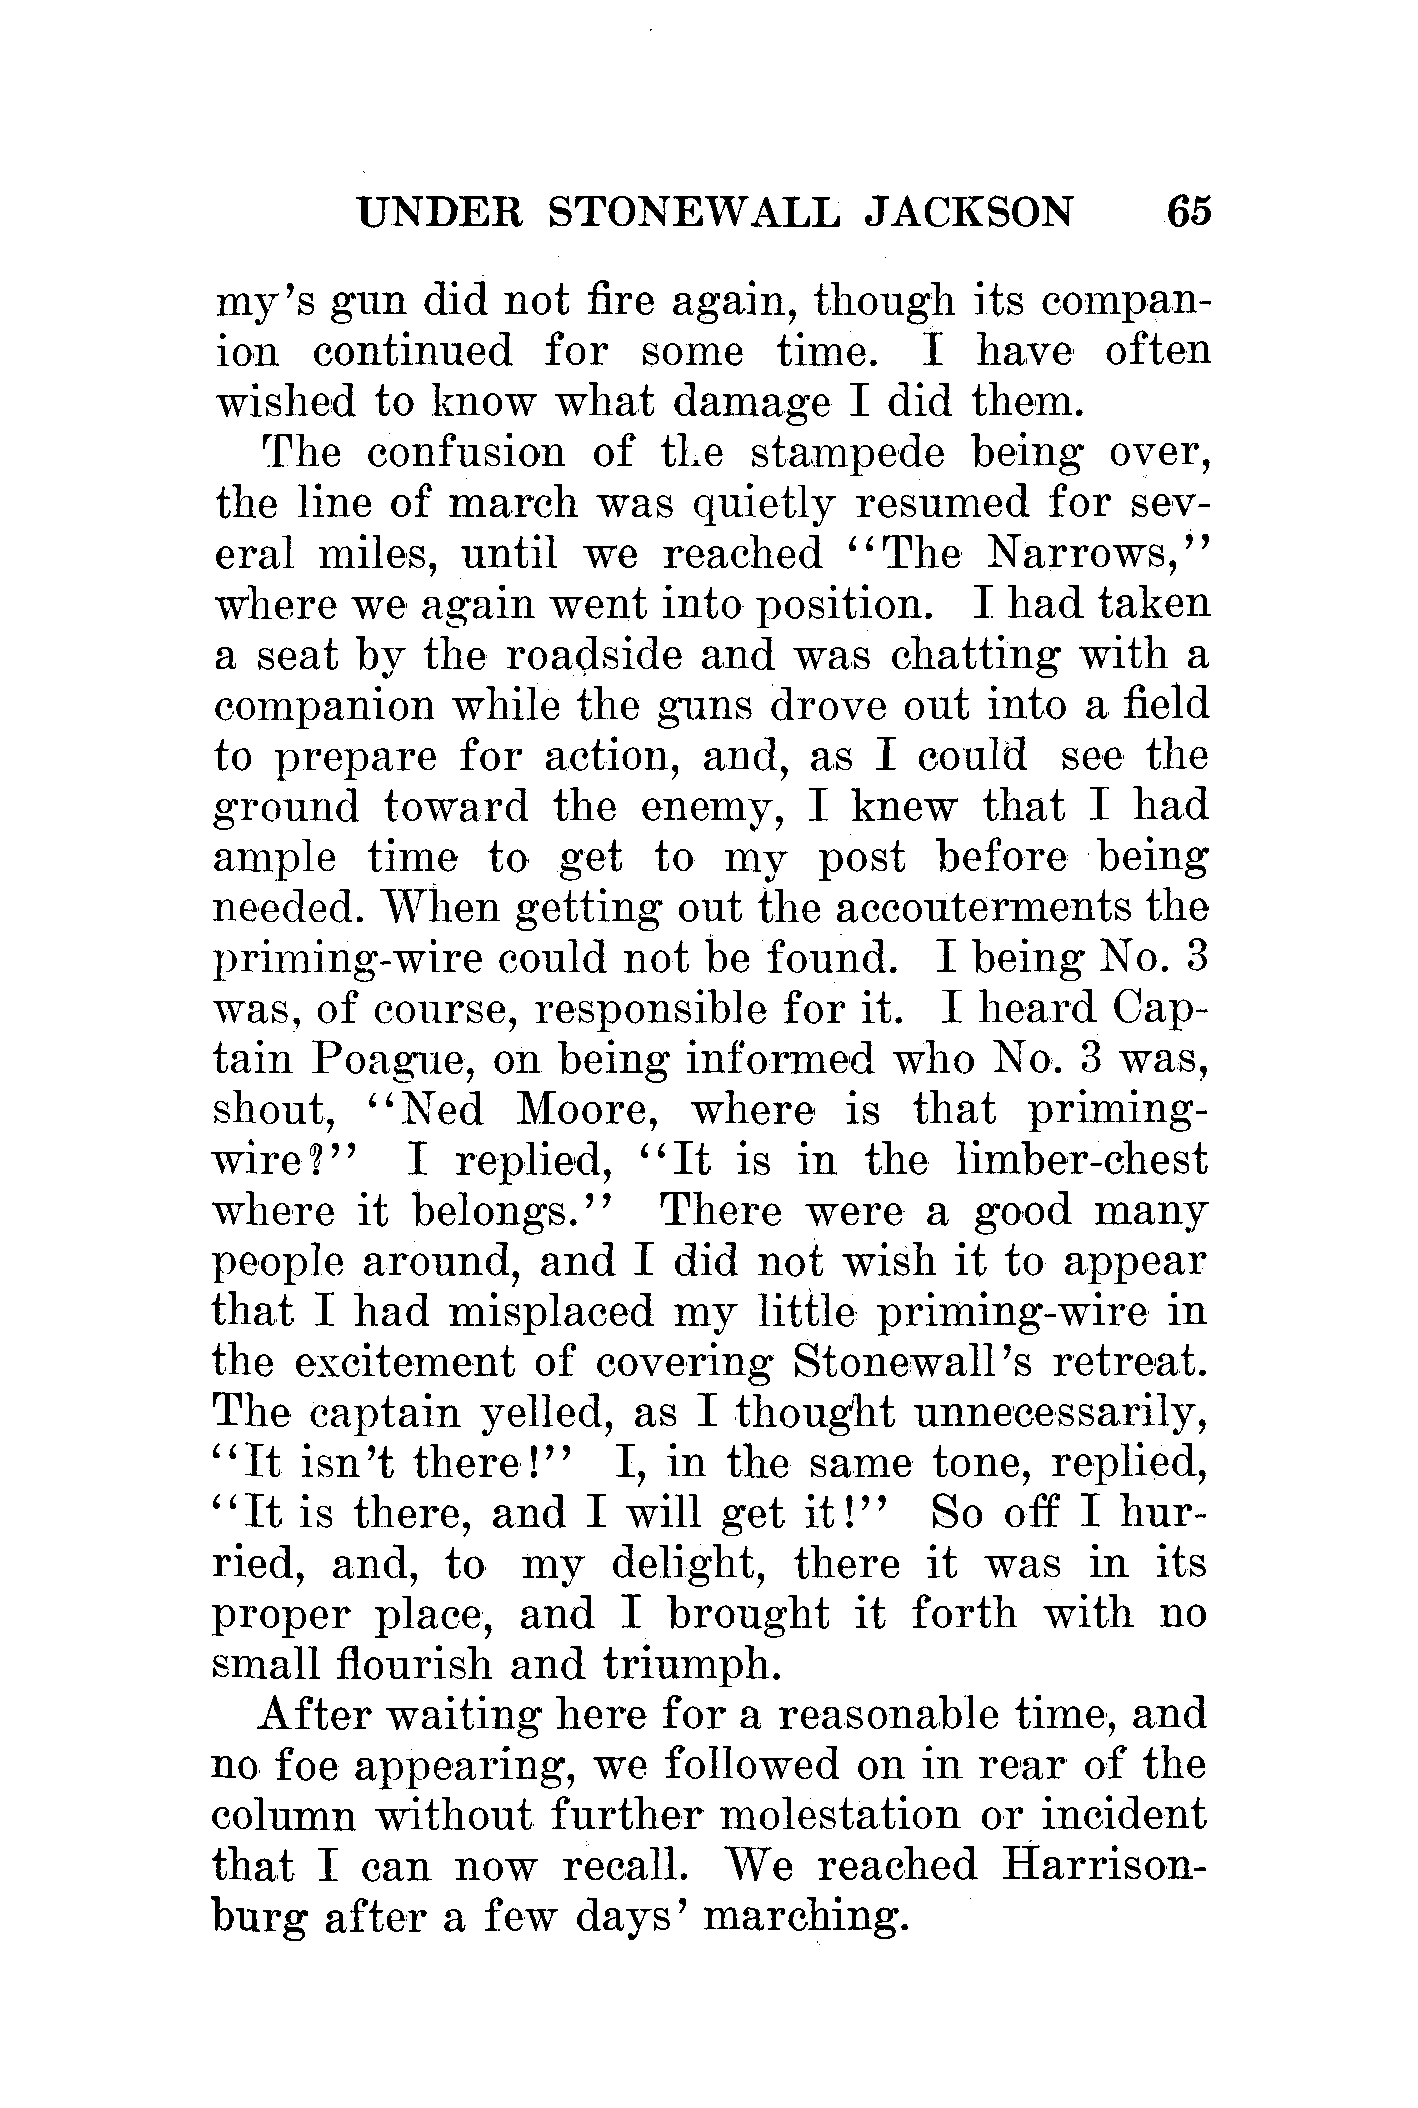 UNDER STONEWALL JACKSON 65
my's gun did not fire again, though its compan-
ion continued for some time. I have often
wished to know what damage I did them.
The confusion of the stampede being over,
the line of march was quietly resumed for sev-
eral miles, until we reached "The Narrows,"
where we again went into position. I had taken
a seat by the roadside and was chatting with a
companion while the guns drove out into a field
to prepare for action, and, as I could see the
ground toward the enemy, I knew that I had
ample time to get to my post before being
needed. When getting out the accouterments the
priming-wire could not be found. I being No. 3
was, of course, responsible for it. I heard Cap-
tain Poague, on being informed who No. 3 was,
shout, "Ned Moore, where is that priming-
wire?" I replied, "It is in the limber-chest
where it belongs." There were a good many
people around, and I did not wish it to appear
that I had misplaced my little priming-wire in
the excitement of covering Stonewall's retreat.
The captain yelled, as I thought unnecessarily,
"It isn't there!" I, in the same tone, replied,
"It is there, and I will get it!" So off I hur-
ried, and, to my delight, there it was in its
proper place, and I brought it forth with no
small flourish and triumph.
After waiting here for a reasonable time, and
no foe appearing, we followed on in rear of the
column without further molestation or incident
that I can now recall. We reached Harrison-
burg after a few days' marching.